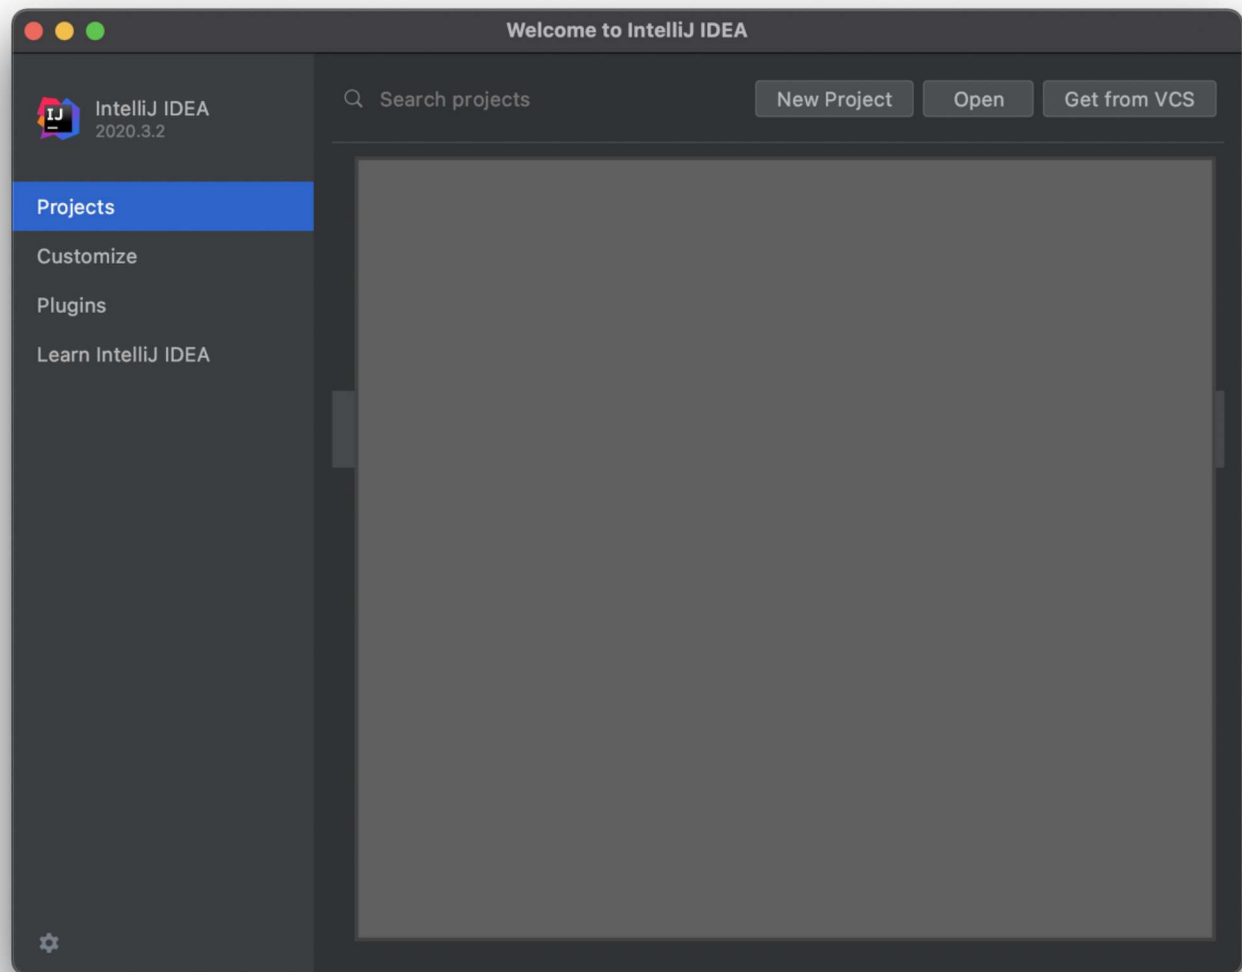 Welcome to IntelliJ IDEA
IJ
IntelliJ IDEA
2020.3.2
Search projects
New Project
Open
Get from VCS
Projects
Customize
Plugins
Learn IntelliJ IDEA